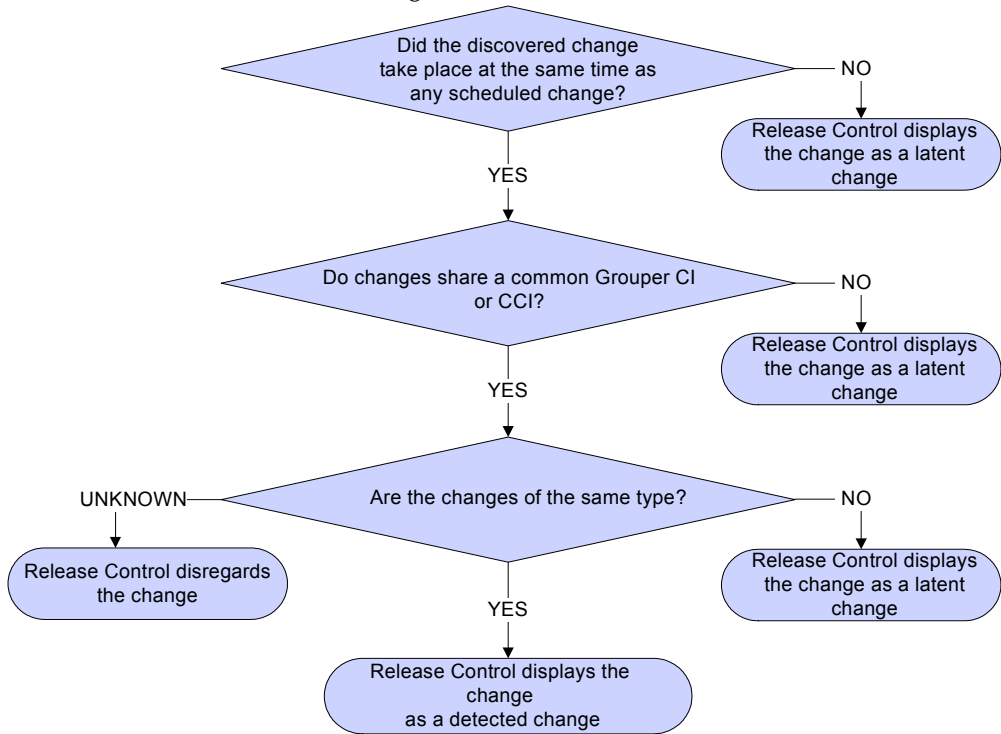 Did the discovered change
take place at the same time as
any scheduled change?
NO
Release Control displays
the change as a latent
change
YES
Do changes share a common Grouper CI
or CCI?
NO
Release Control displays
the change as a latent
change
YES
Are the changes of the same type?
UNKNOWN
NO
Release Control disregards
the change
Release Control displays
the change as a latent
change
YES
Release Control displays the
change
as a detected change